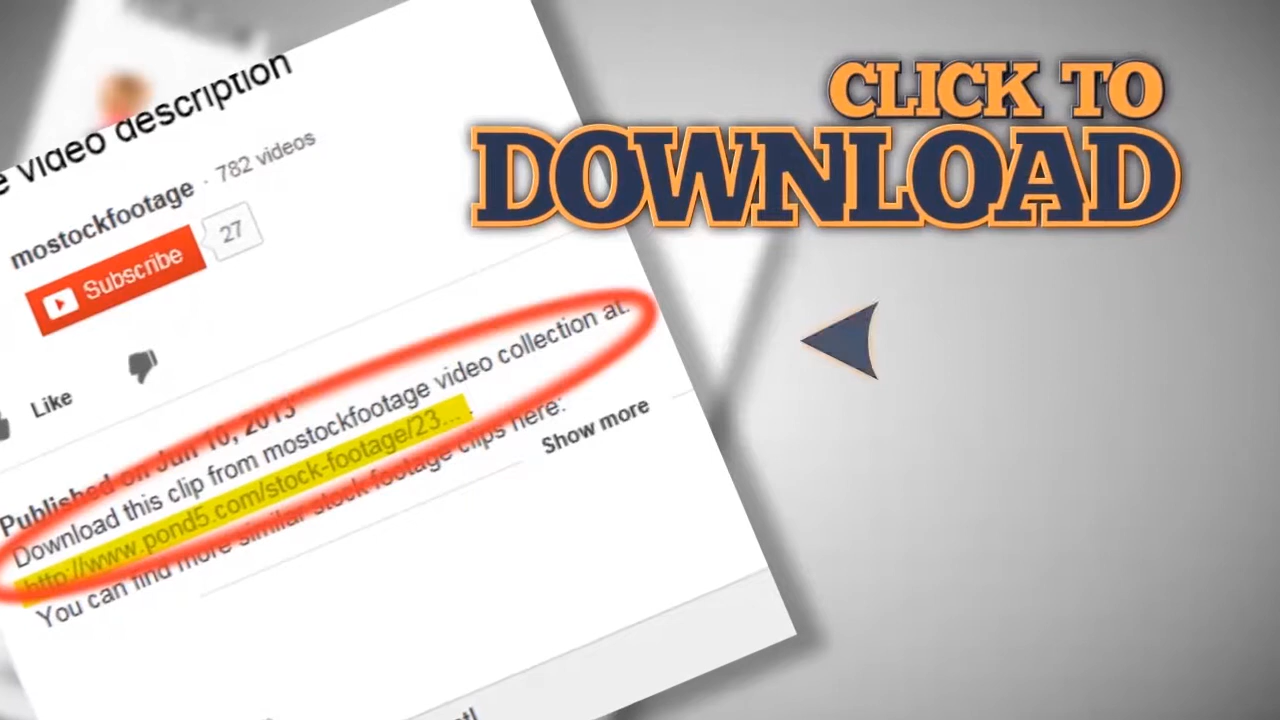 CLICK TO
DOWNLOAD
video description
mostockfootage · 782 videos
Subscribe 27
Like
Published on Jun 10, 2013
Download this clip from mostockfootage video collection at:
http://www.pond5.com/stock-footage/23... .
You can find more similar stock footage clips here:
Show more